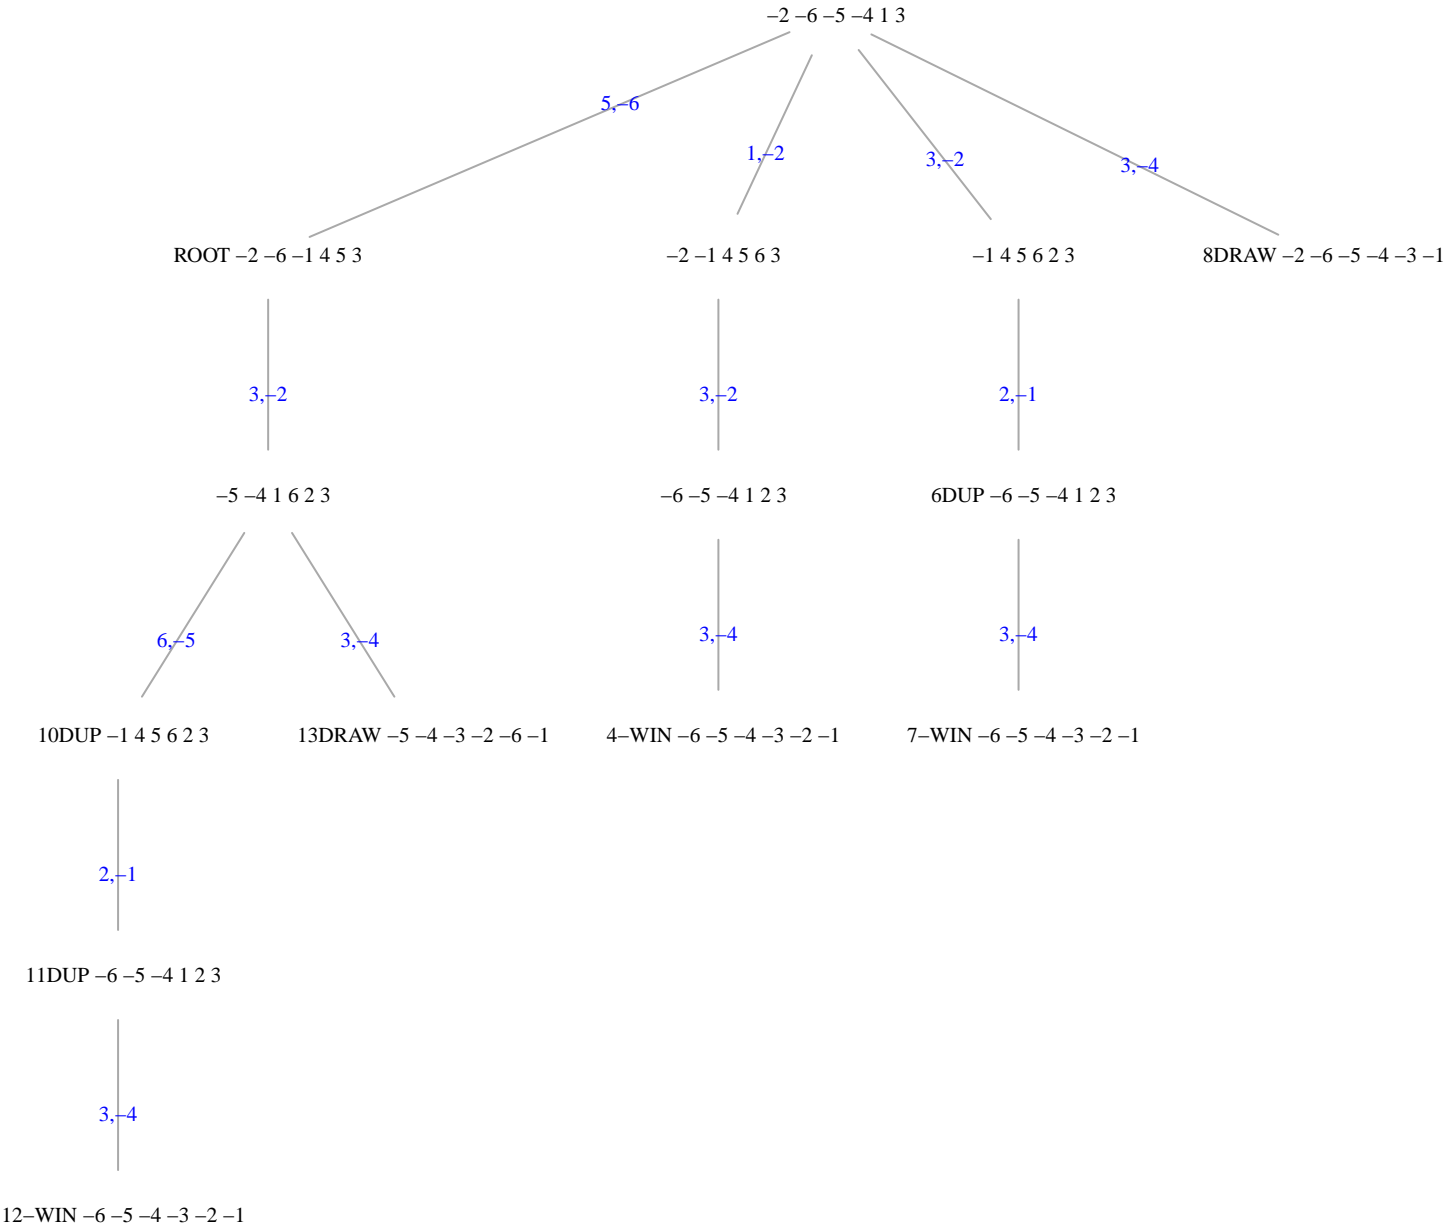 –2 –6 –5 –4 1 3
5,–6
1,–2
3,–2
3,–4
ROOT –2 –6 –1 4 5 3
–2 –1 4 5 6 3
–1 4 5 6 2 3
8DRAW –2 –6 –5 –4 –3 –1
3,–2
3,–2
2,–1
–5 –4 1 6 2 3
–6 –5 –4 1 2 3
6DUP –6 –5 –4 1 2 3
6,–5
3,–4
3,–4
3,–4
10DUP –1 4 5 6 2 3
13DRAW –5 –4 –3 –2 –6 –1
4–WIN –6 –5 –4 –3 –2 –1
7–WIN –6 –5 –4 –3 –2 –1
2,–1
11DUP –6 –5 –4 1 2 3
3,–4
12–WIN –6 –5 –4 –3 –2 –1